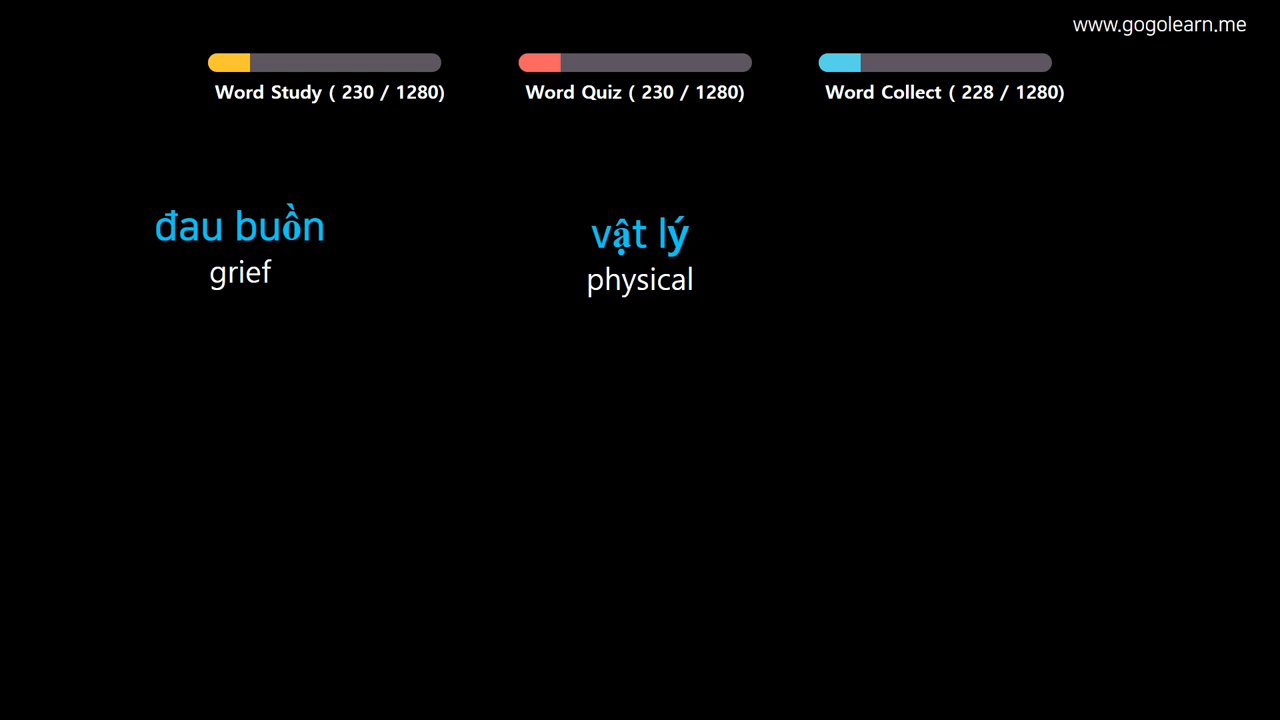 www.gogolearn.me
Word Study ( 230 / 1280)
Word Quiz ( 230 / 1280)
Word Collect ( 228 / 1280)
đau buồn
grief
vật lý
physical